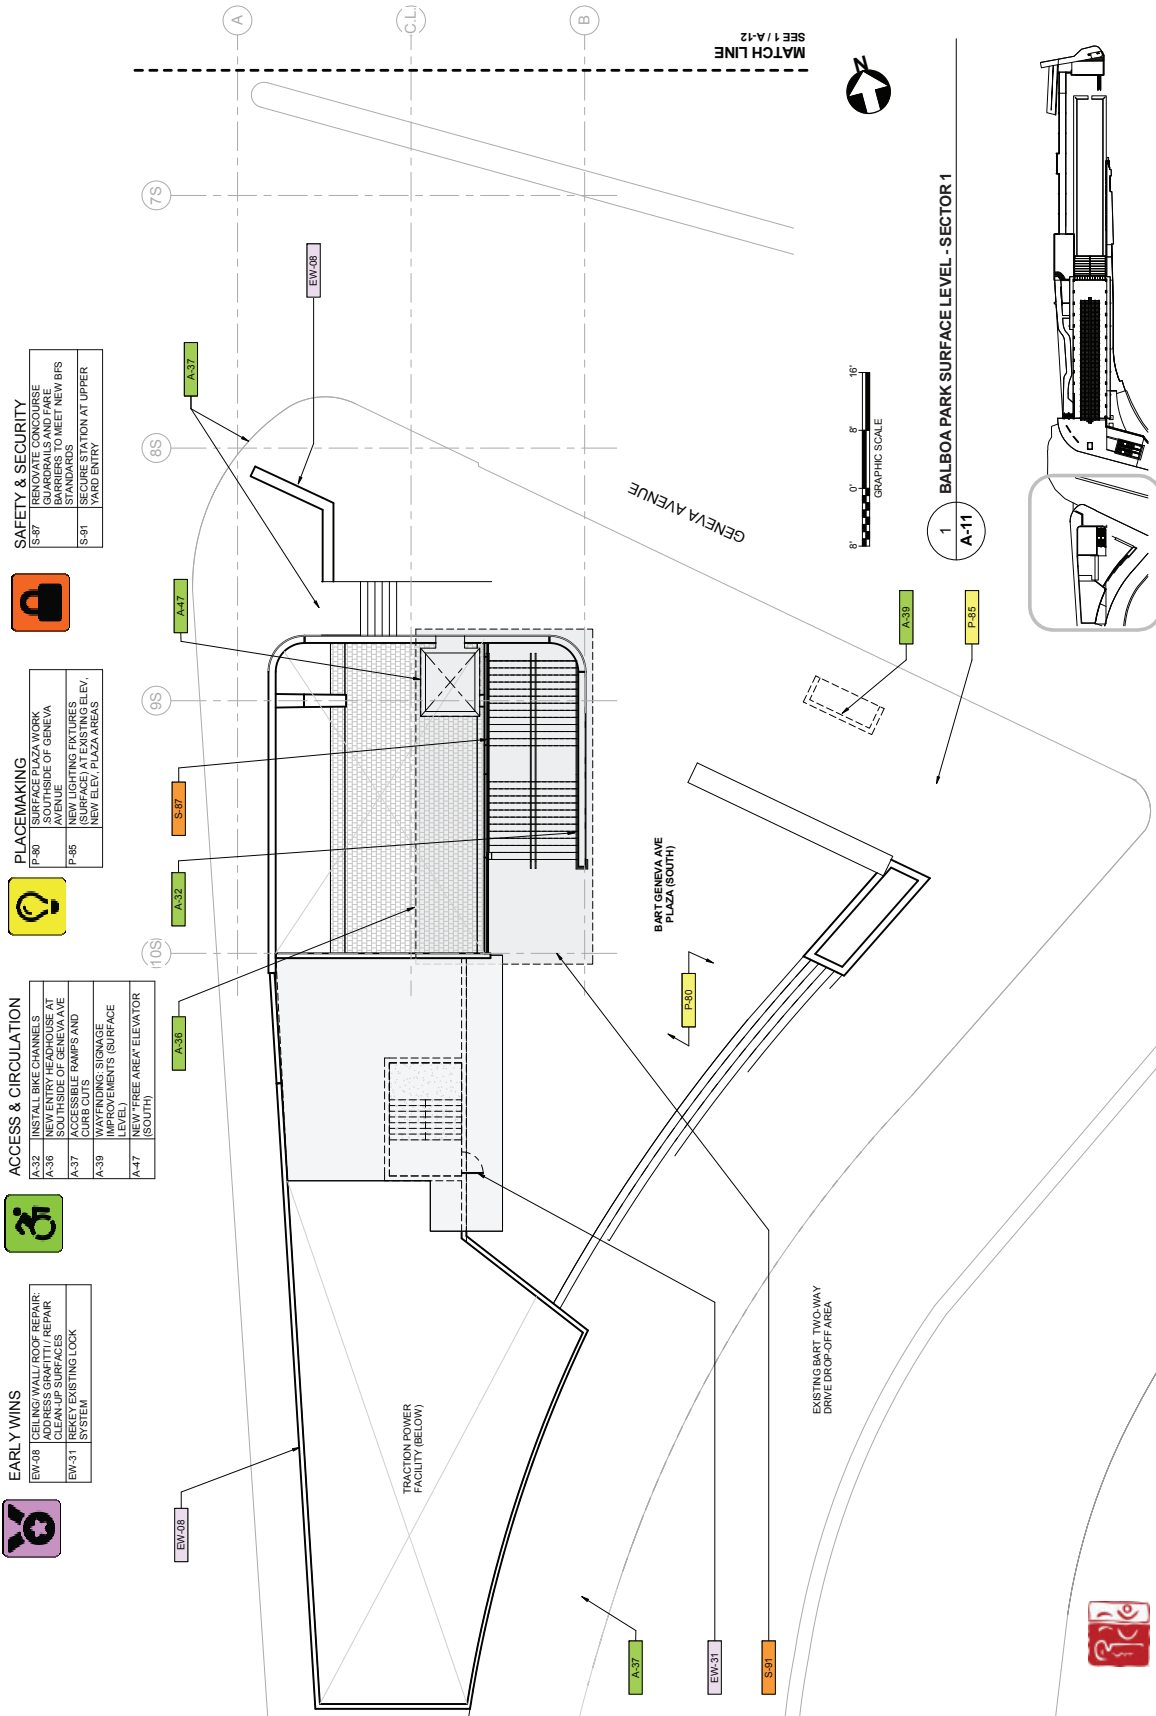 EARLY WINS
EW-08 CEILING/ WALL/ ROOF REPAIR:
ADDRESS GRAFITTI / REPAIR
CLEAN-UP SURFACES
EW-31 REKEY EXISTING LOCK
SYSTEM
ACCESS & CIRCULATION
A-32 INSTALL BIKE CHANNELS
A-36 NEW ENTRY HEADHOUSE AT
SOUTHSIDE OF GENEVA AVE
A-37 ACCESSIBLE RAMPS AND
CURB CUTS
A-39 WAYFINDING: SIGNAGE
IMPROVEMENTS (SURFACE
LEVEL)
A-47 NEW "FREE AREA" ELEVATOR
(SOUTH)
PLACEMAKING
P-80 SURFACE PLAZA WORK
SOUTHSIDE OF GENEVA
AVENUE
P-85 NEW LIGHTING FIXTURES
(SURFACE) AT EXISTING ELEV,
NEW ELEV, PLAZA AREAS
SAFETY & SECURITY
S-87 RENOVATE CONCOURSE
GUARDRAILS AND FARE
BARRIERS TO MEET NEW BFS
STANDARDS
S-91 SECURE STATION AT UPPER
YARD ENTRY
10S
9S
8S
7S
A
C.L.
B
EW-08
A-36
A-32
S-87
A-47
A-37
EW-08
MATCH LINE
SEE 1 / A-12
TRACTION POWER
FACILITY (BELOW)
P-80
BART GENEVA AVE
PLAZA (SOUTH)
GENEVA AVENUE
A-37
EW-31
S-91
EXISTING BART TWO-WAY
DRIVE DROP-OFF AREA
A-39
P-85
8' 0' 8' 16'
GRAPHIC SCALE
N
1
A-11
BALBOA PARK SURFACE LEVEL - SECTOR 1